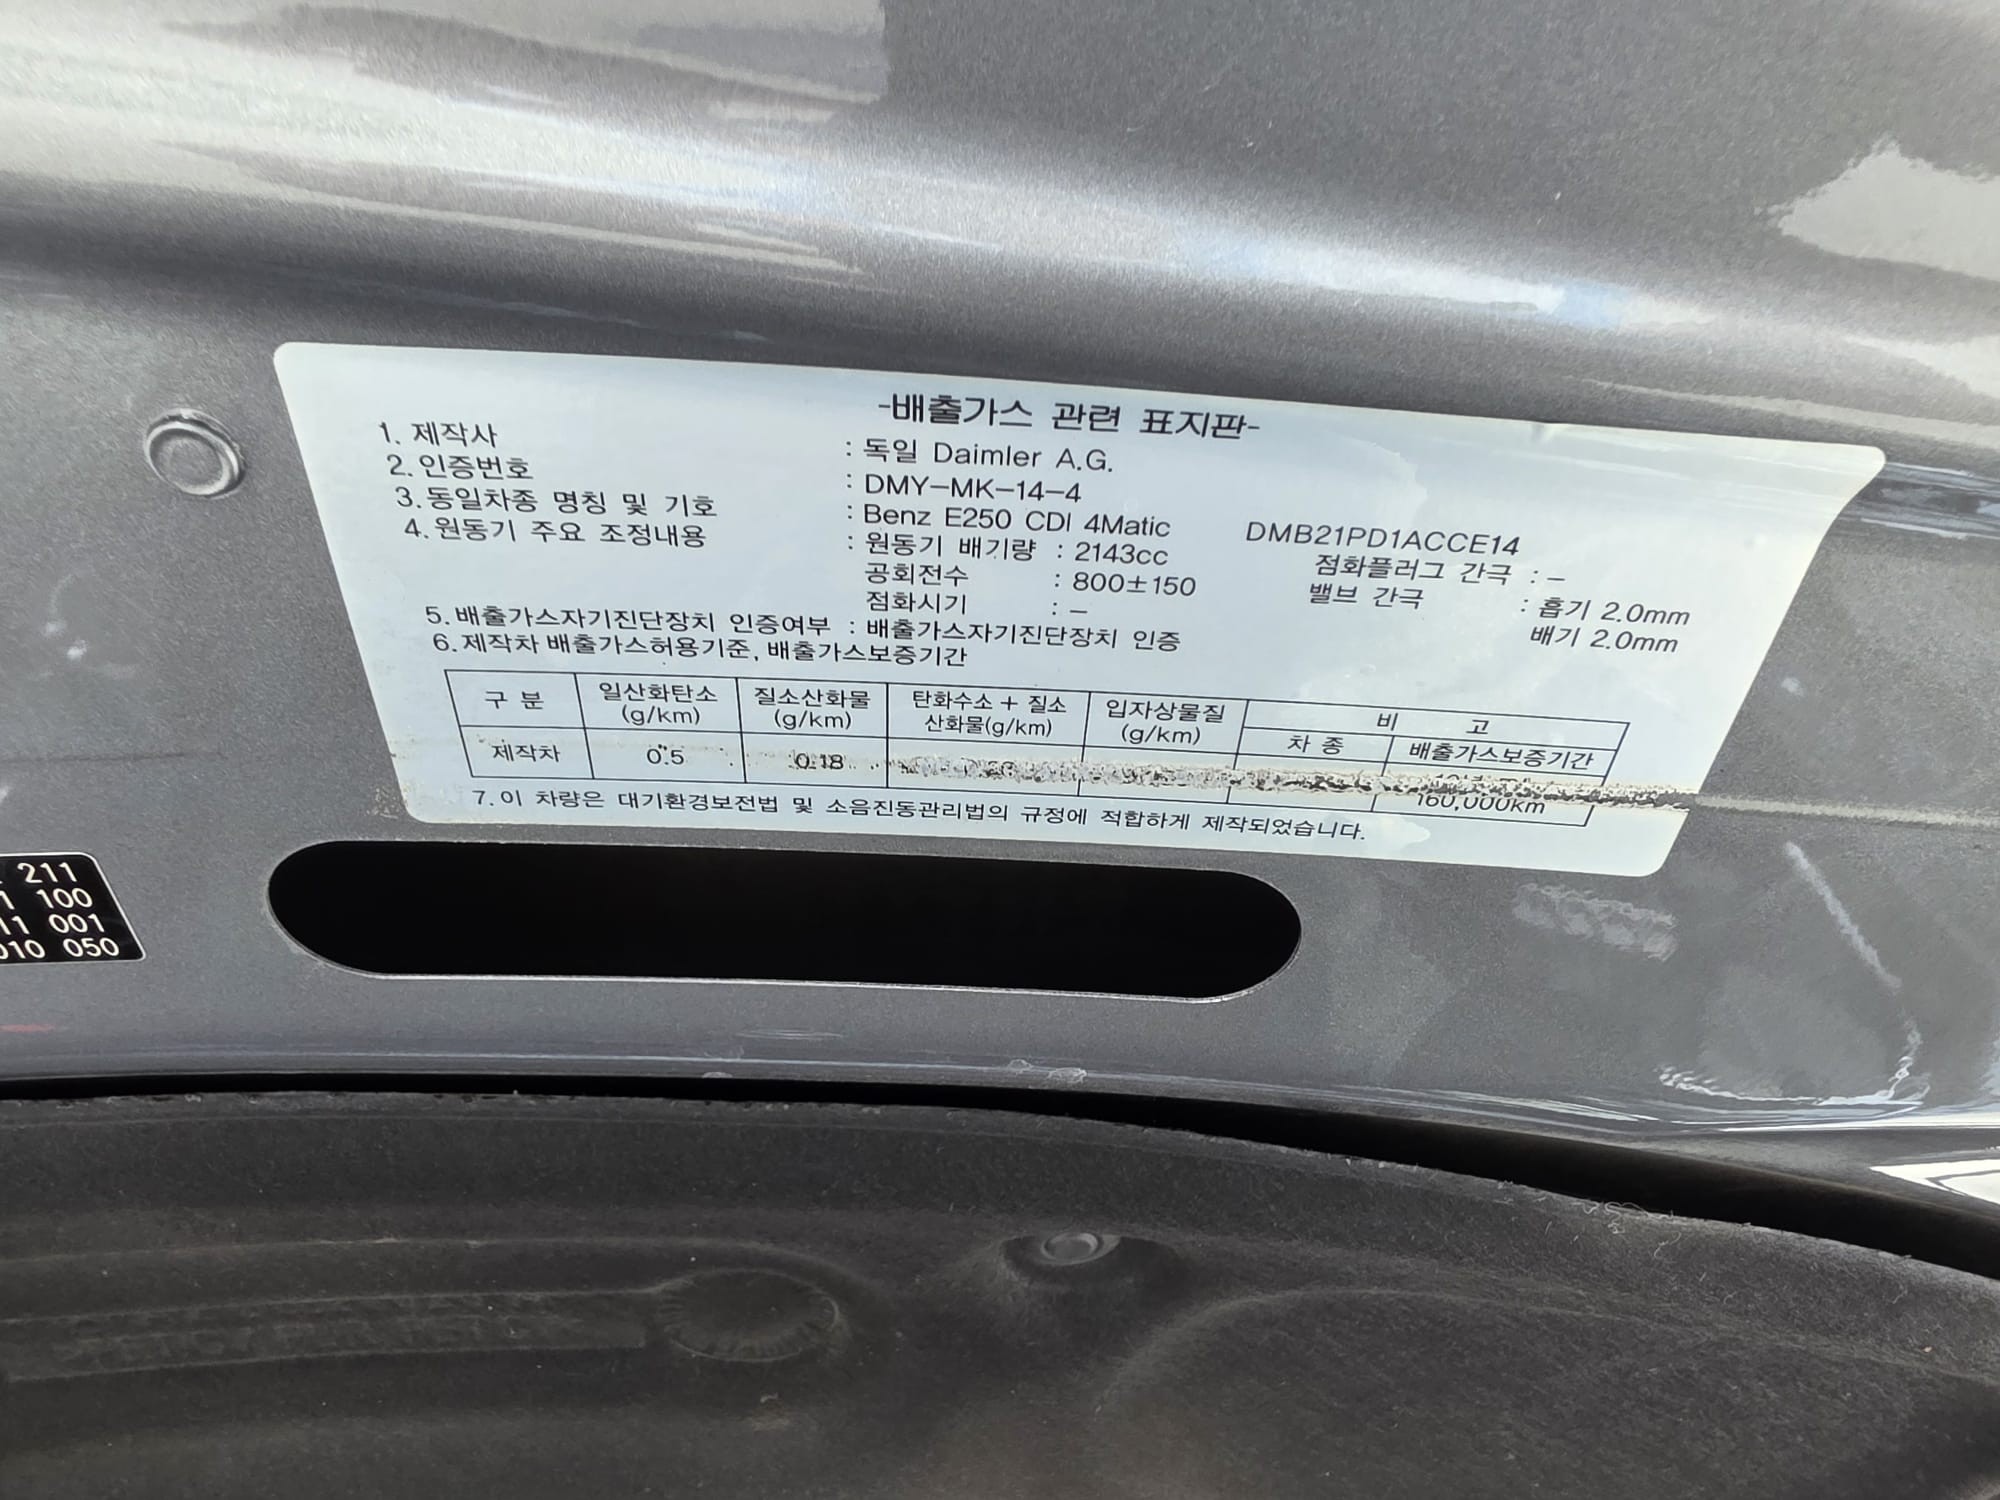 -배출가스 관련 표지판-
1. 제작사 : 독일 Daimler A.G.
2. 인증번호 : DMY-MK-14-4
3. 동일차종 명칭 및 기호 : Benz E250 CDI 4Matic DMB21PD1ACCE14
4. 원동기 주요 조정내용 : 원동기 배기량 : 2143cc 점화플러그 간극 : -
공회전수 : 800±150 밸브 간극 : 흡기 2.0mm
점화시기 : - 배기 2.0mm
5. 배출가스자기진단장치 인증여부 : 배출가스자기진단장치 인증
6. 제작차 배출가스허용기준, 배출가스보증기간
구 분 일산화탄소 (g/km) 질소산화물 (g/km) 탄화수소 + 질소산화물(g/km) 입자상물질 (g/km) 비 고
차 종 배출가스보증기간
제작차 0.5 0.18
160,000km
7. 이 차량은 대기환경보전법 및 소음진동관리법의 규정에 적합하게 제작되었습니다.
211
1 100
11 001
010 050